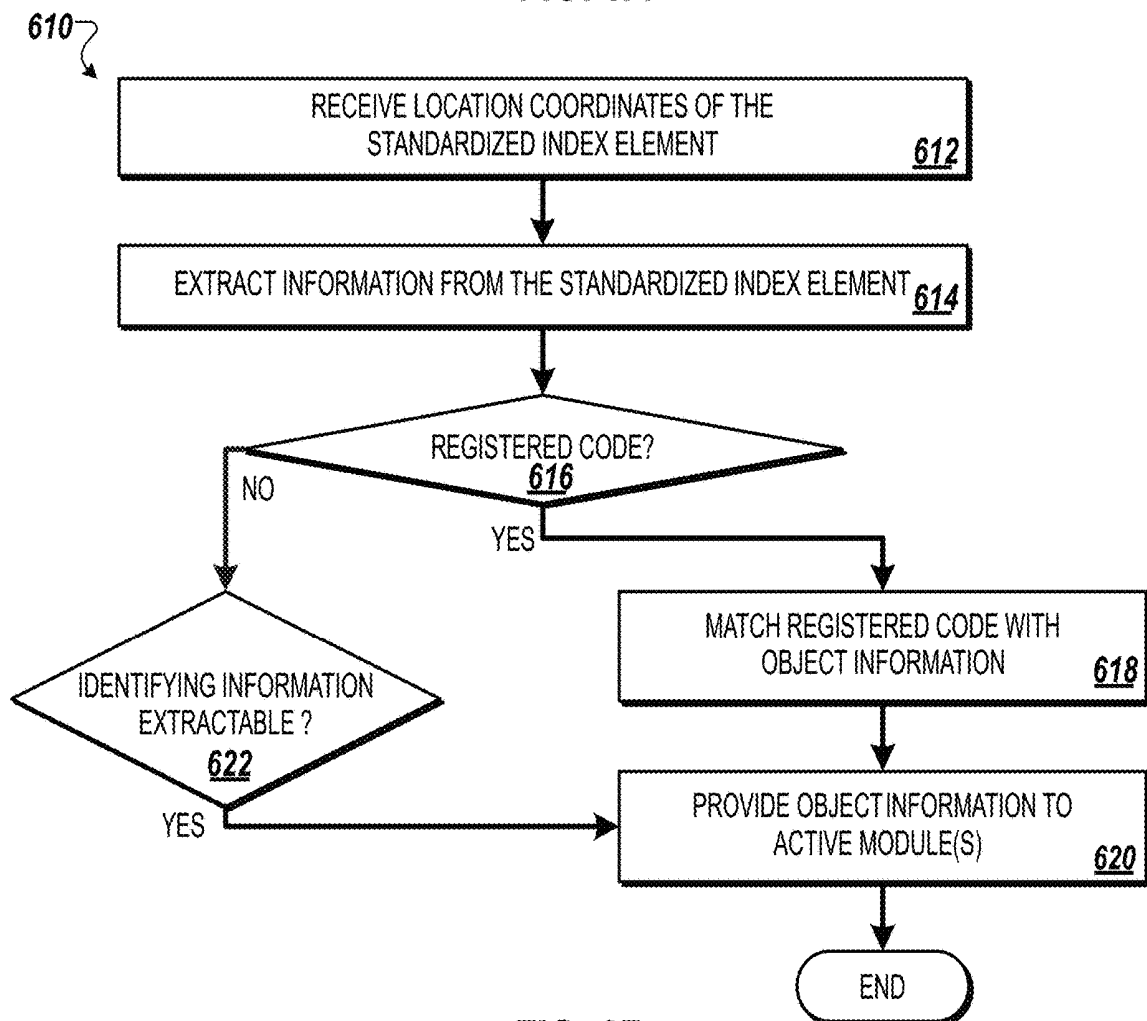 610
RECEIVE LOCATION COORDINATES OF THE
STANDARDIZED INDEX ELEMENT
612
EXTRACT INFORMATION FROM THE STANDARDIZED INDEX ELEMENT
614
REGISTERED CODE?
616
NO
YES
MATCH REGISTERED CODE WITH
OBJECT INFORMATION
618
IDENTIFYING INFORMATION
EXTRACTABLE ?
622
YES
PROVIDE OBJECT INFORMATION TO
ACTIVE MODULE(S)
620
END